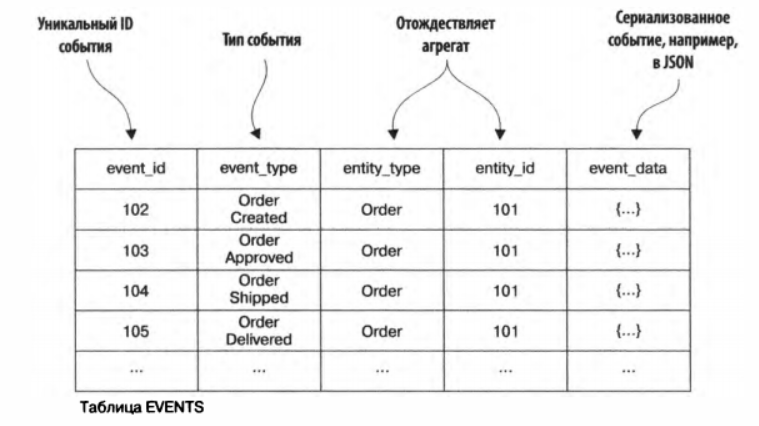 Уникальный ID
события
Тип события
Отождествляет
агрегат
Сериализованное
событие, например,
в JSON
event_id event_type entity_type entity_id event_data
102 Order Created Order 101 {...}
103 Order Approved Order 101 {...}
104 Order Shipped Order 101 {...}
105 Order Delivered Order 101 {...}
... ... ... ... ...
Таблица EVENTS